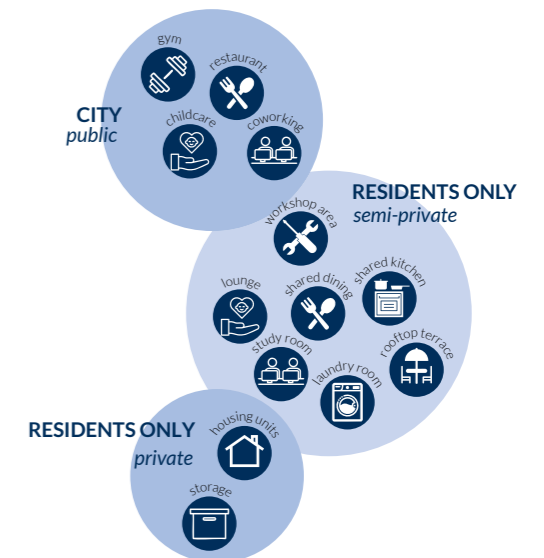 gym
restaurant
childcare
coworking
CITY
public
RESIDENTS ONLY
semi-private
workshop area
lounge
shared dining
shared kitchen
study room
laundry room
rooftop terrace
RESIDENTS ONLY
private
housing units
storage